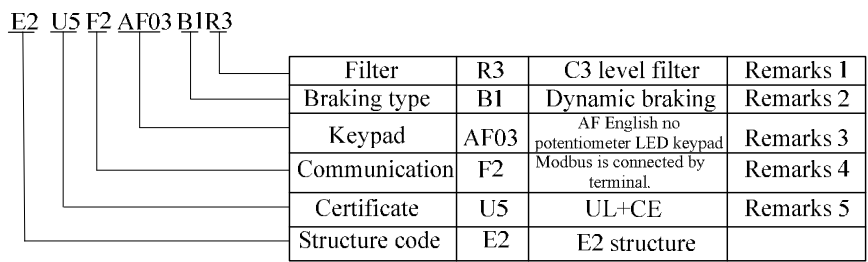 E2 U5 F2 AF03 B1 R3
Filter R3 C3 level filter Remarks 1
Braking type B1 Dynamic braking Remarks 2
Keypad AF03 AF English no potentiometer LED keypad Remarks 3
Communication F2 Modbus is connected by terminal. Remarks 4
Certificate U5 UL+CE Remarks 5
Structure code E2 E2 structure